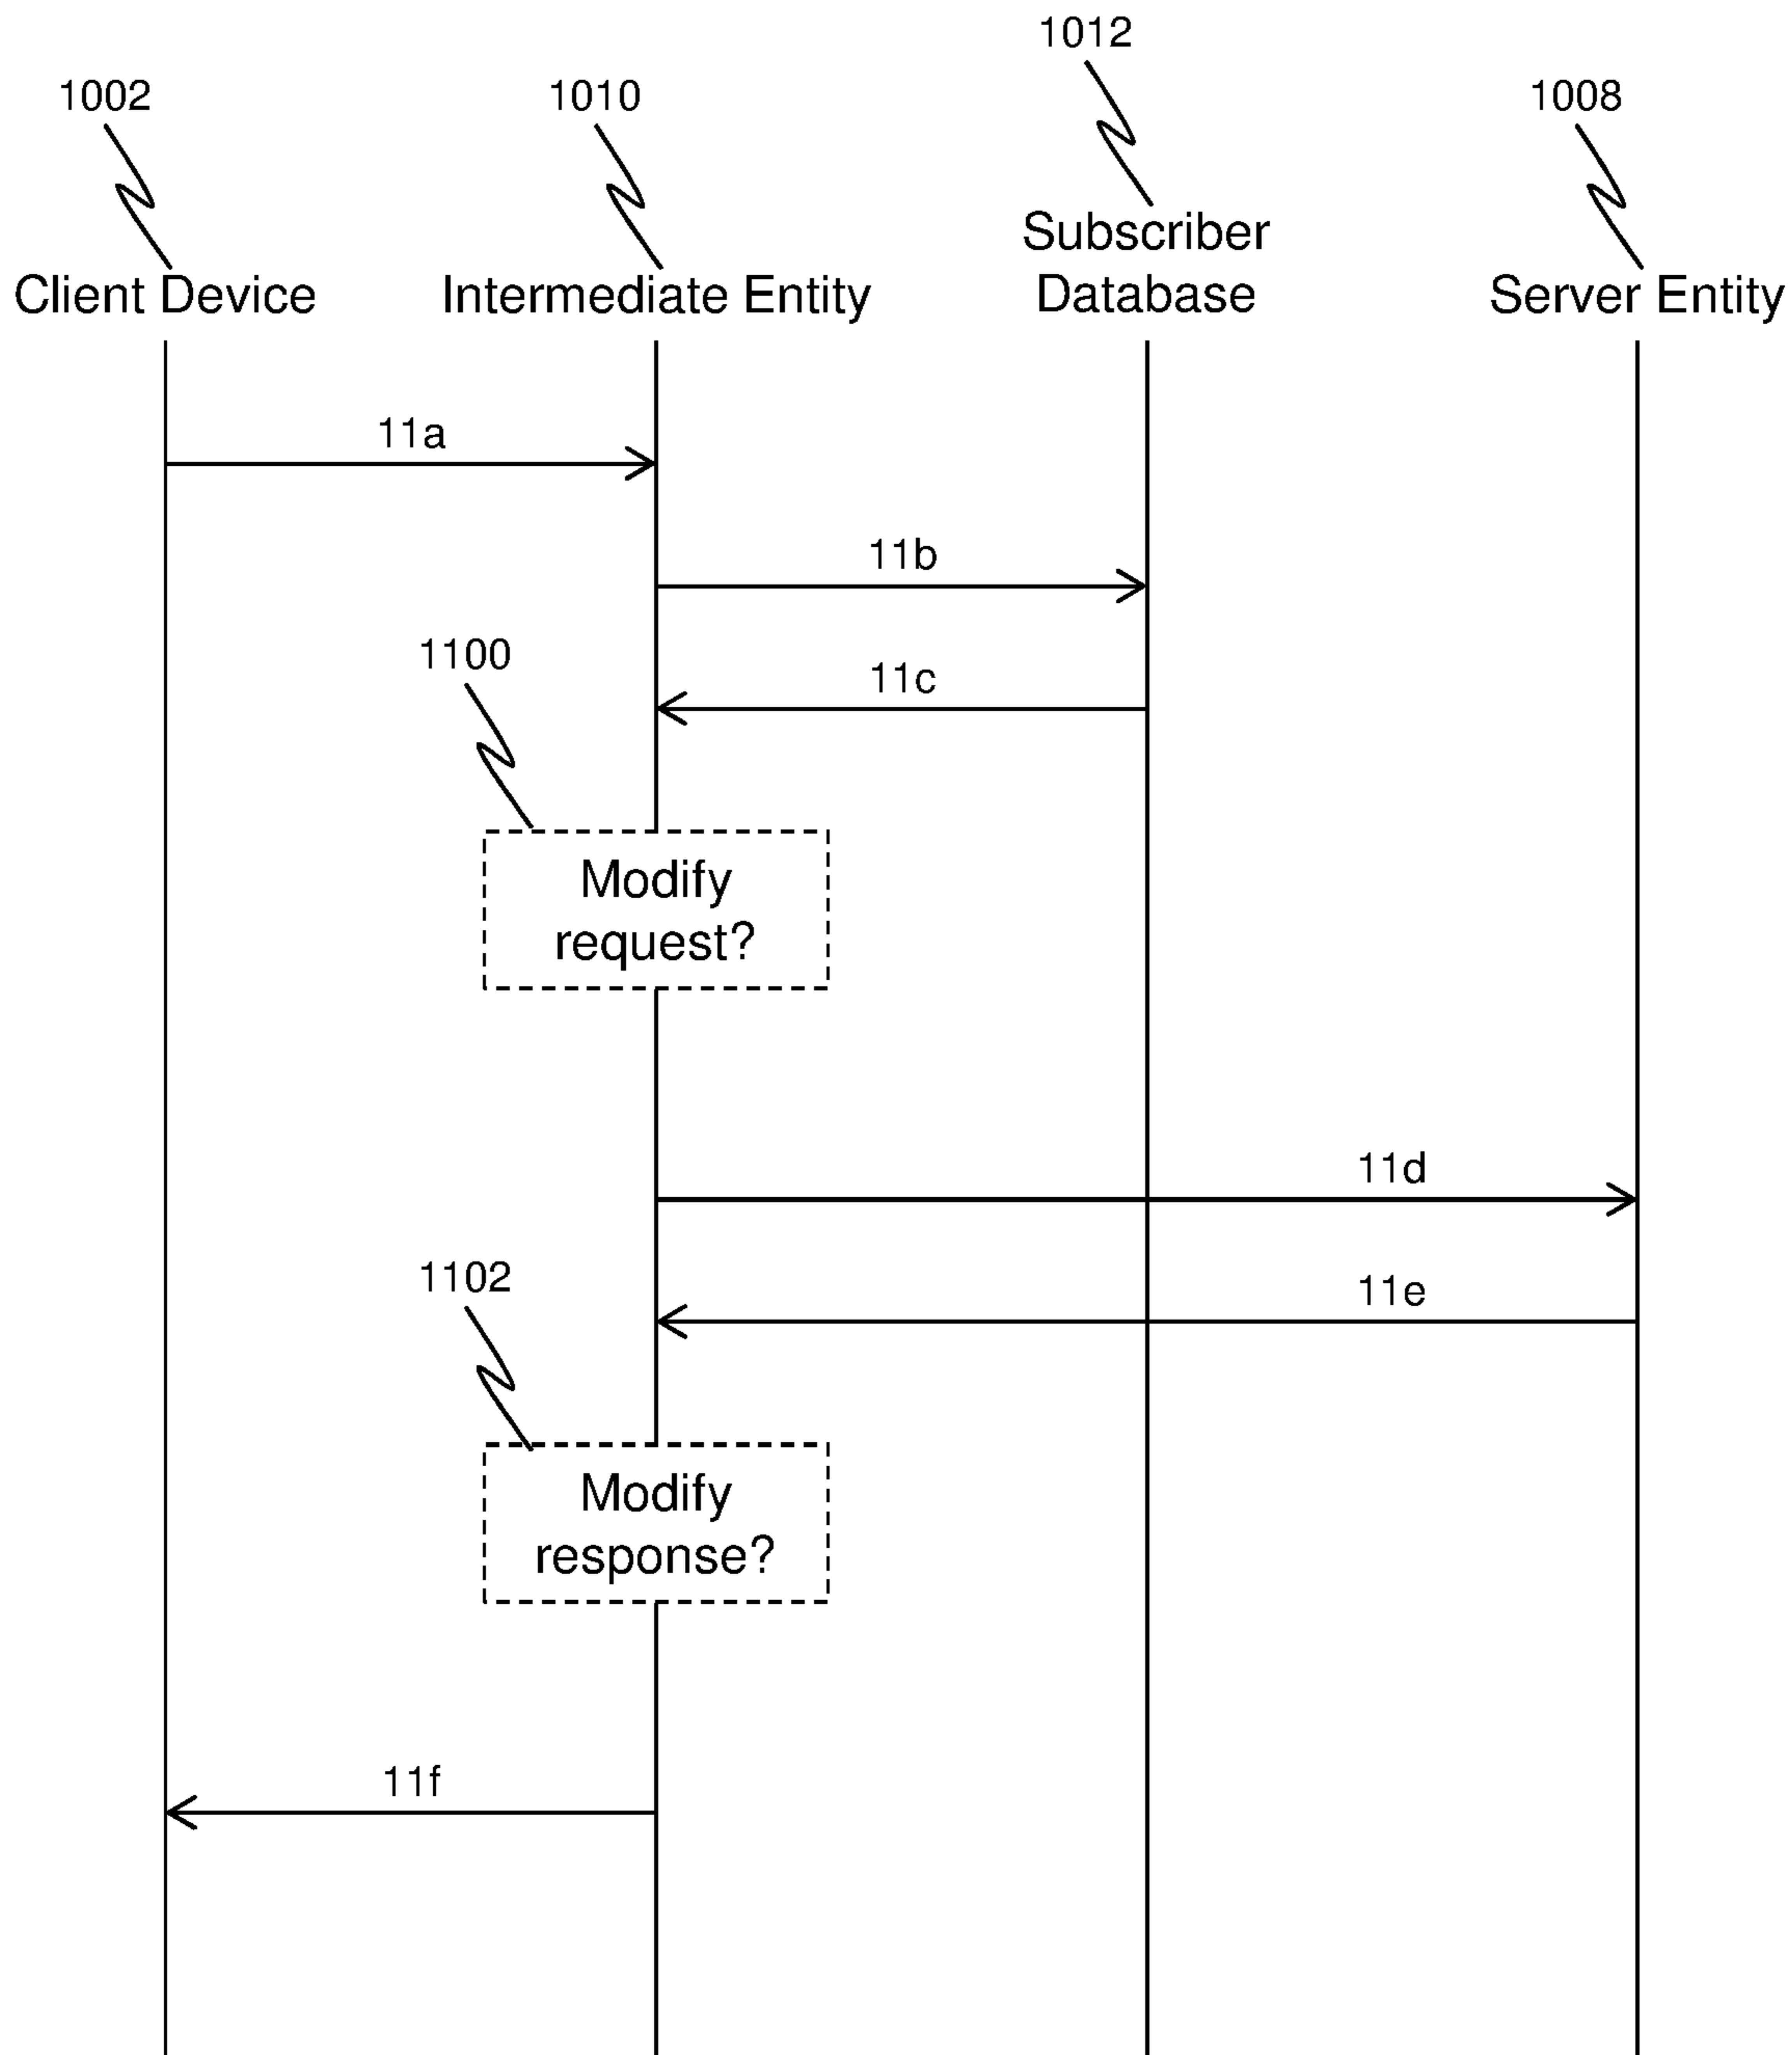 1012
1002
1010
1008
Subscriber
Client Device
Intermediate Entity
Database
Server Entity
11a
11b
1100
11c
Modify
request?
11d
1102
11e
Modify
response?
11f